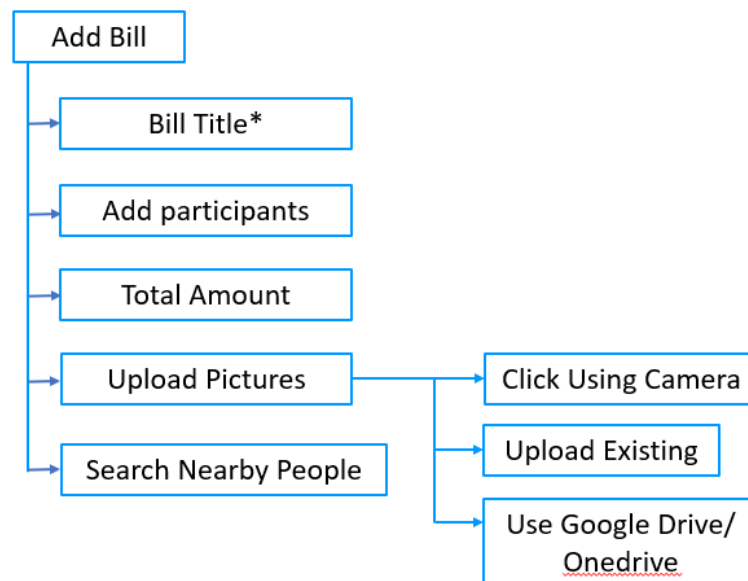 Add Bill
Bill Title*
Add participants
Total Amount
Upload Pictures
Click Using Camera
Upload Existing
Search Nearby People
Use Google Drive/
Onedrive